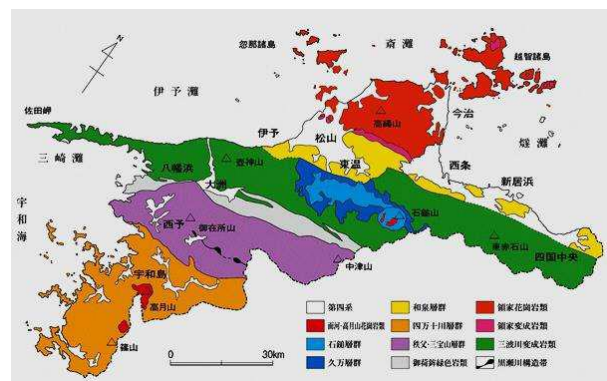 忽那諸島
斎灘
越智諸島
N
伊予灘
佐田岬
高縄山
今治
燧灘
伊予
松山
三崎灘
東温
西条
八幡浜
壺神山
新居浜
大洲
宇和海
西予
御在所山
石鎚山
東赤石山
四国中央
宇和島
中津山
高月山
篠山
0 30km
第四系
和泉層群
領家花崗岩類
面河・高月山花崗岩類
四万十川層群
領家変成岩類
石鎚層群
秩父・三宝山層群
三波川変成岩類
久万層群
御荷鉾緑色岩類
黒瀬川構造帯